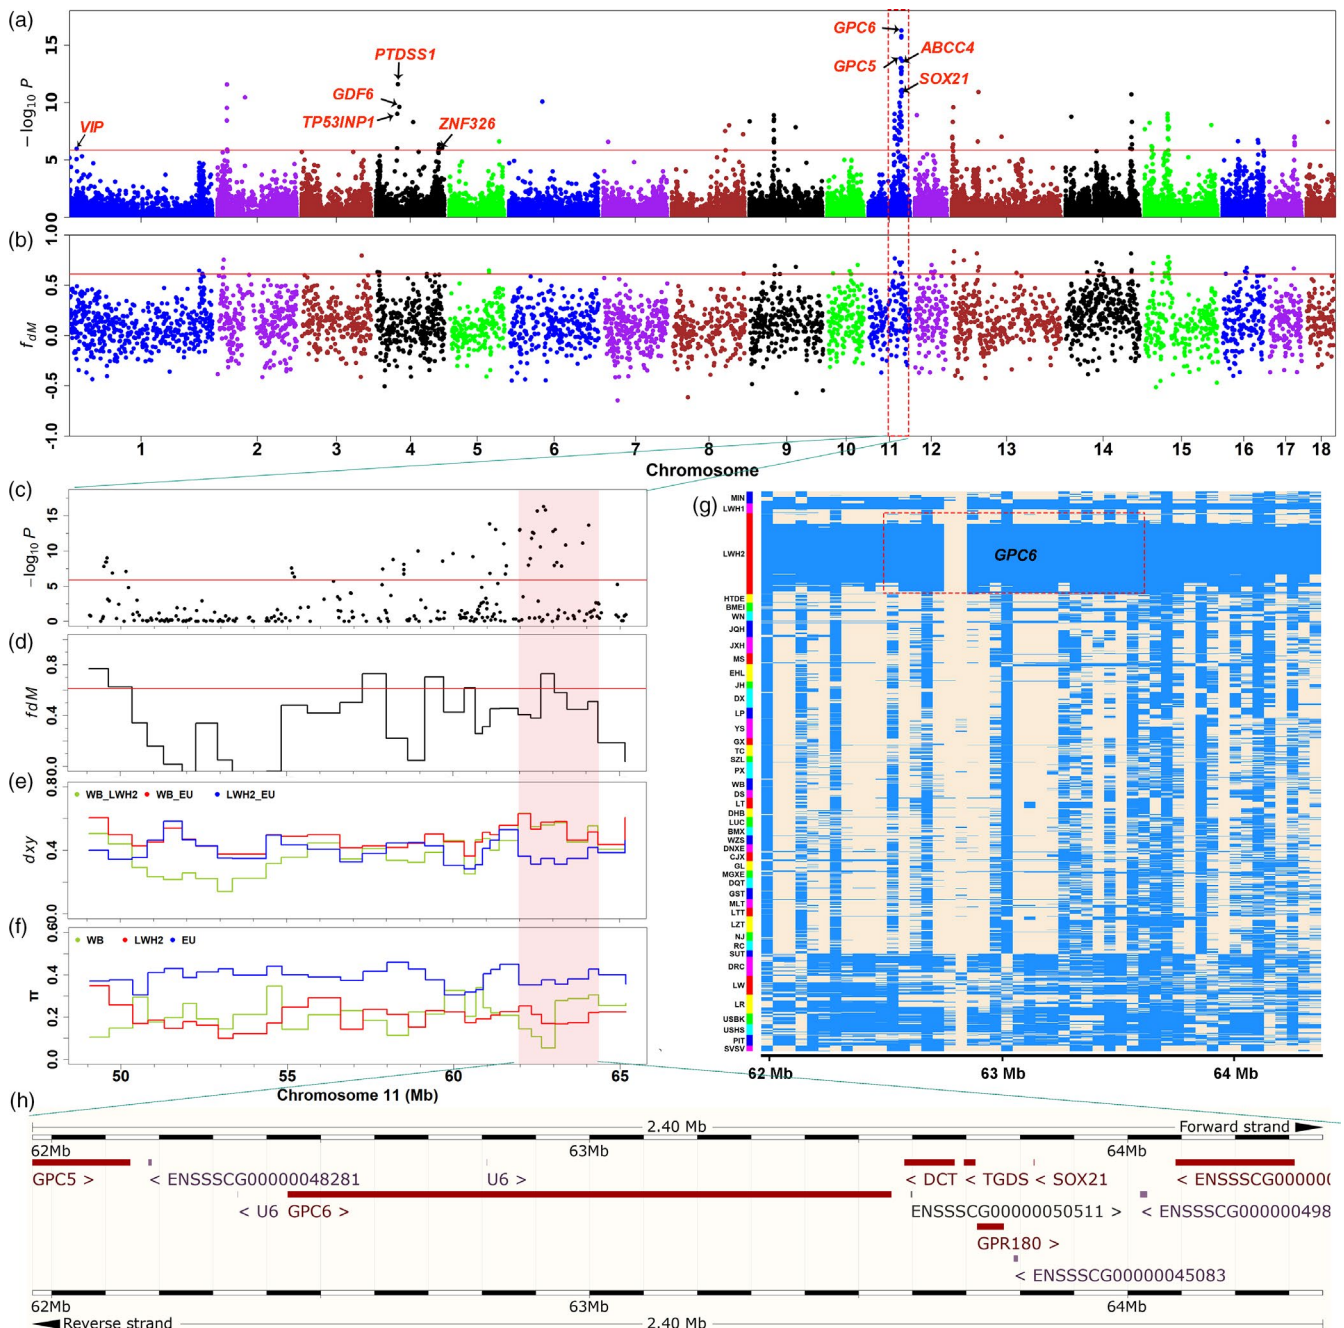 (a)
GPC6
ABCC4
GPC5
SOX21
PTDSS1
GDF6
TP53INP1
ZNF326
VIP
−log10 P
15
10
5
0
(b)
1.0
0.5
0.0
-0.5
-1.0
fdM
1 2 3 4 5 6 7 8 9 10 11 12 13 14 15 16 17 18
Chromosome
(c)
−log10 P
15
10
5
0
(d)
fdM
0.8
0.4
0.0
(e)
WB_LWH2 WB_EU LWH2_EU
dxy
0.8
0.4
0.0
(f)
WB LWH2 EU
π
0.6
0.4
0.2
0.0
50 55 60 65
Chromosome 11 (Mb)
(g)
MIN
LWH1
LWH2
HTDE
BMEI
WN
JQH
JXH
MS
EHL
JH
DX
LP
YS
GX
TC
SZL
PX
WB
DS
LT
DHB
LUC
BMX
WZS
DNXE
CJX
GL
MGXE
DQT
GST
MLT
LTT
LZT
NJ
RC
SUT
DRC
LW
LR
USBK
USHS
PIT
SVSV
GPC6
62 Mb 63 Mb 64 Mb
(h)
2.40 Mb Forward strand
62Mb 63Mb 64Mb
GPC5 > < ENSSSCG00000048281 U6 > < DCT < TGDS < SOX21 < ENSSSCG00000(
< U6 GPC6 > ENSSSCG00000050511 > < ENSSSCG000000498
GPR180 >
< ENSSSCG00000045083
62Mb 63Mb 64Mb
Reverse strand 2.40 Mb